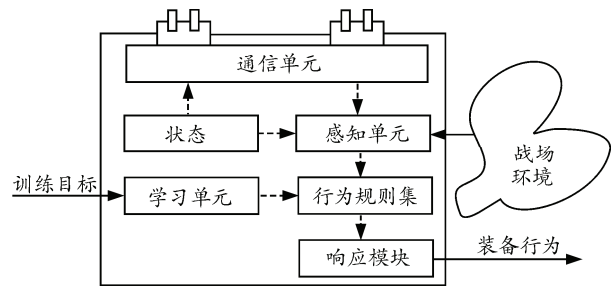 通信单元
状态
感知单元
战场
环境
训练目标
学习单元
行为规则集
响应模块
装备行为